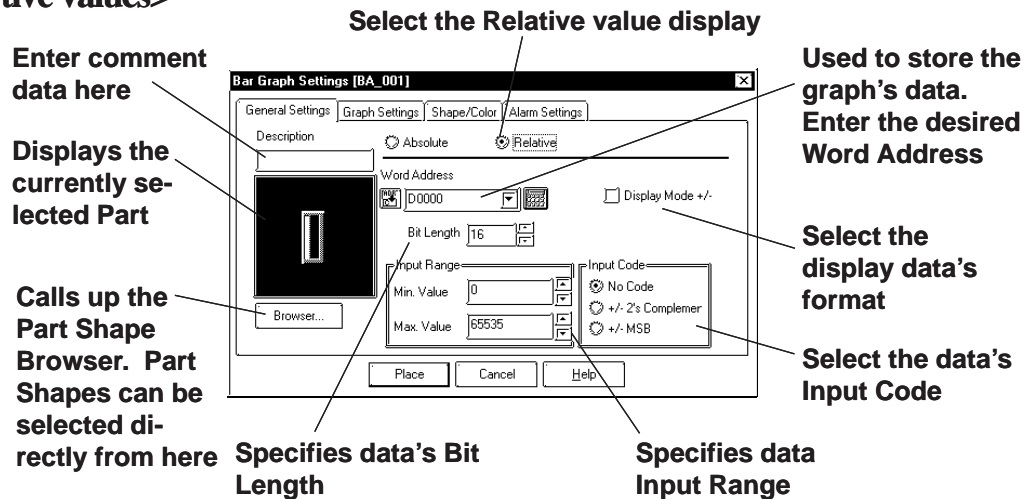 tive values>
Select the Relative value display
Enter comment
data here
Displays the
currently se-
lected Part
Calls up the
Part Shape
Browser. Part
Shapes can be
selected di-
rectly from here
Bar Graph Settings [BA_001]
General Settings Graph Settings Shape/Color Alarm Settings
Description
Absolute Relative
Word Address
D0000
Display Mode +/-
Bit Length 16
Input Range
Min. Value 0
Max. Value 65535
Input Code
No Code
+/- 2's Complemer
+/- MSB
Browser...
Place Cancel Help
Used to store the
graph's data.
Enter the desired
Word Address
Select the
display data's
format
Select the data's
Input Code
Specifies data's Bit
Length
Specifies data
Input Range